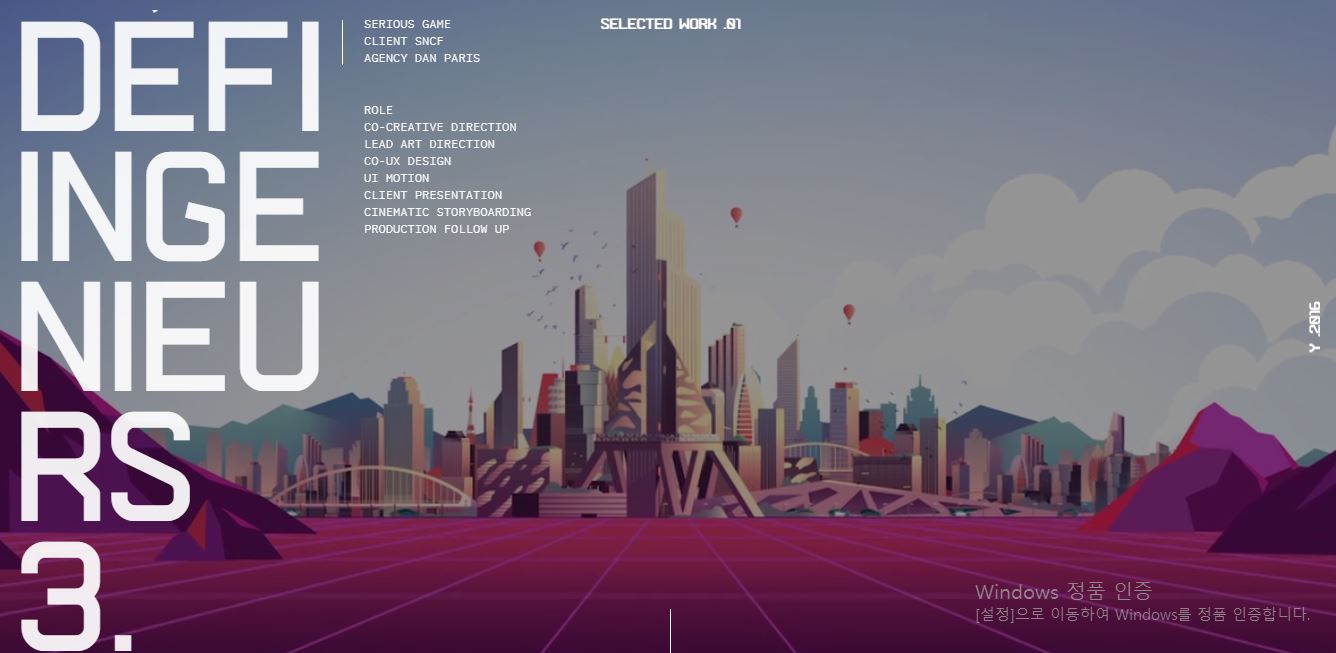 DEFI
INGE
NIEU
RS
3.
SERIOUS GAME
CLIENT SNCF
AGENCY DAN PARIS
ROLE
CO-CREATIVE DIRECTION
LEAD ART DIRECTION
CO-UX DESIGN
UI MOTION
CLIENT PRESENTATION
CINEMATIC STORYBOARDING
PRODUCTION FOLLOW UP
SELECTED WORK .01
Y .2016
Windows 정품 인증
[설정]으로 이동하여 Windows를 정품 인증합니다.